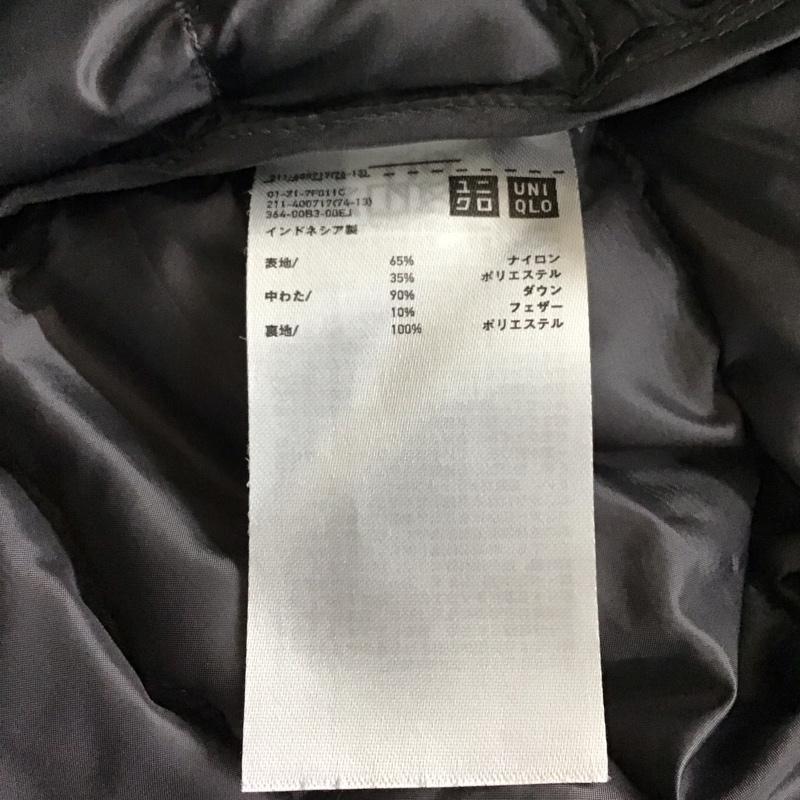 01-21-7F011C
211-400717(74-13)
364-00B3-00EJ
ユニ
クロ
UNI
QLO
インドネシア製
表地/ 65% ナイロン
35% ポリエステル
中わた/ 90% ダウン
10% フェザー
裏地/ 100% ポリエステル